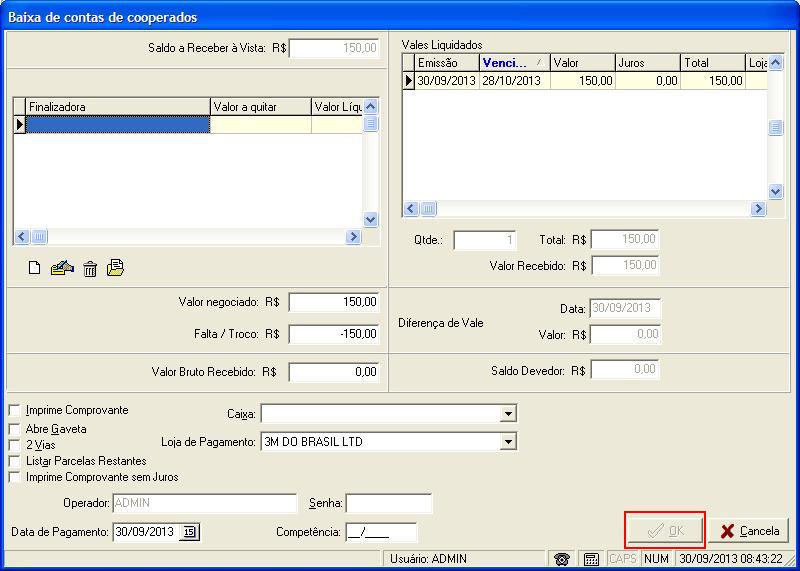 Baixa de contas de cooperados
Saldo a Receber à Vista: R$ 150,00
Finalizadora Valor a quitar Valor Líqu
Valor negociado: R$ 150,00
Falta / Troco: R$ -150,00
Valor Bruto Recebido: R$ 0,00
Vales Liquidados
Emissão Venci... Valor Juros Total Loja
30/09/2013 28/10/2013 150,00 0,00 150,00
Qtde.: 1 Total: R$ 150,00
Valor Recebido: R$ 150,00
Diferença de Vale
Data: 30/09/2013
Valor: R$ 0,00
Saldo Devedor: R$ 0,00
Imprime Comprovante
Abre Gaveta
2 Vias
Listar Parcelas Restantes
Imprime Comprovante sem Juros
Caixa:
Loja de Pagamento: 3M DO BRASIL LTD
Operador: ADMIN Senha:
Data de Pagamento: 30/09/2013 15 Competência: __/____
OK Cancela
Usuário: ADMIN CAPS NUM 30/09/2013 08:43:22